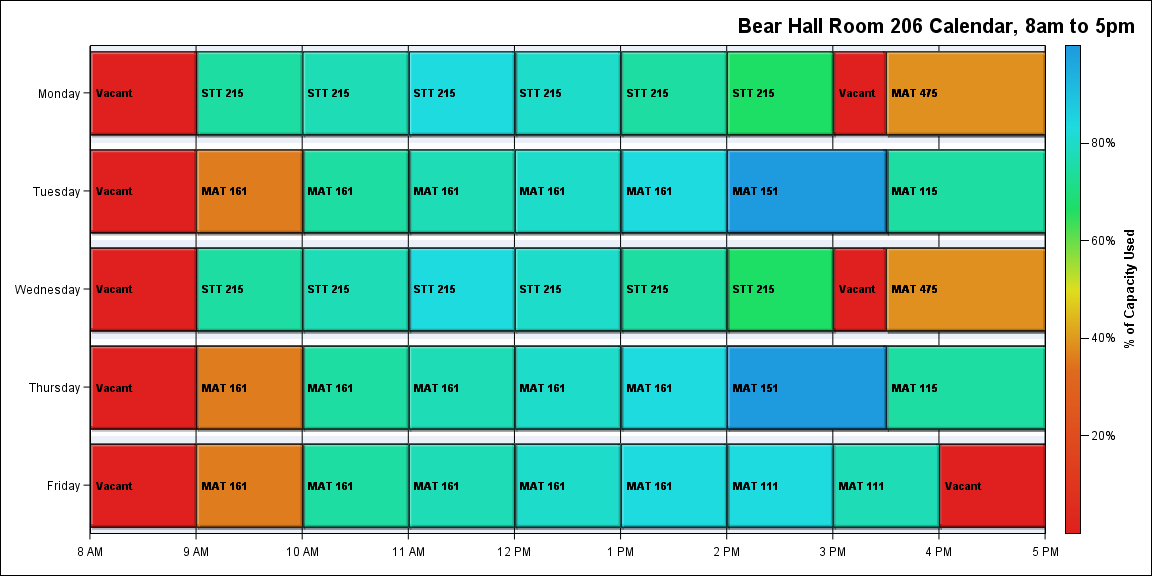 Bear Hall Room 206 Calendar, 8am to 5pm
Monday
Vacant
STT 215
STT 215
STT 215
STT 215
STT 215
STT 215
Vacant
MAT 475
Tuesday
Vacant
MAT 161
MAT 161
MAT 161
MAT 161
MAT 161
MAT 151
MAT 115
Wednesday
Vacant
STT 215
STT 215
STT 215
STT 215
STT 215
STT 215
Vacant
MAT 475
Thursday
Vacant
MAT 161
MAT 161
MAT 161
MAT 161
MAT 161
MAT 151
MAT 115
Friday
Vacant
MAT 161
MAT 161
MAT 161
MAT 161
MAT 161
MAT 111
MAT 111
Vacant
8 AM
9 AM
10 AM
11 AM
12 PM
1 PM
2 PM
3 PM
4 PM
5 PM
80%
60%
40%
20%
% of Capacity Used